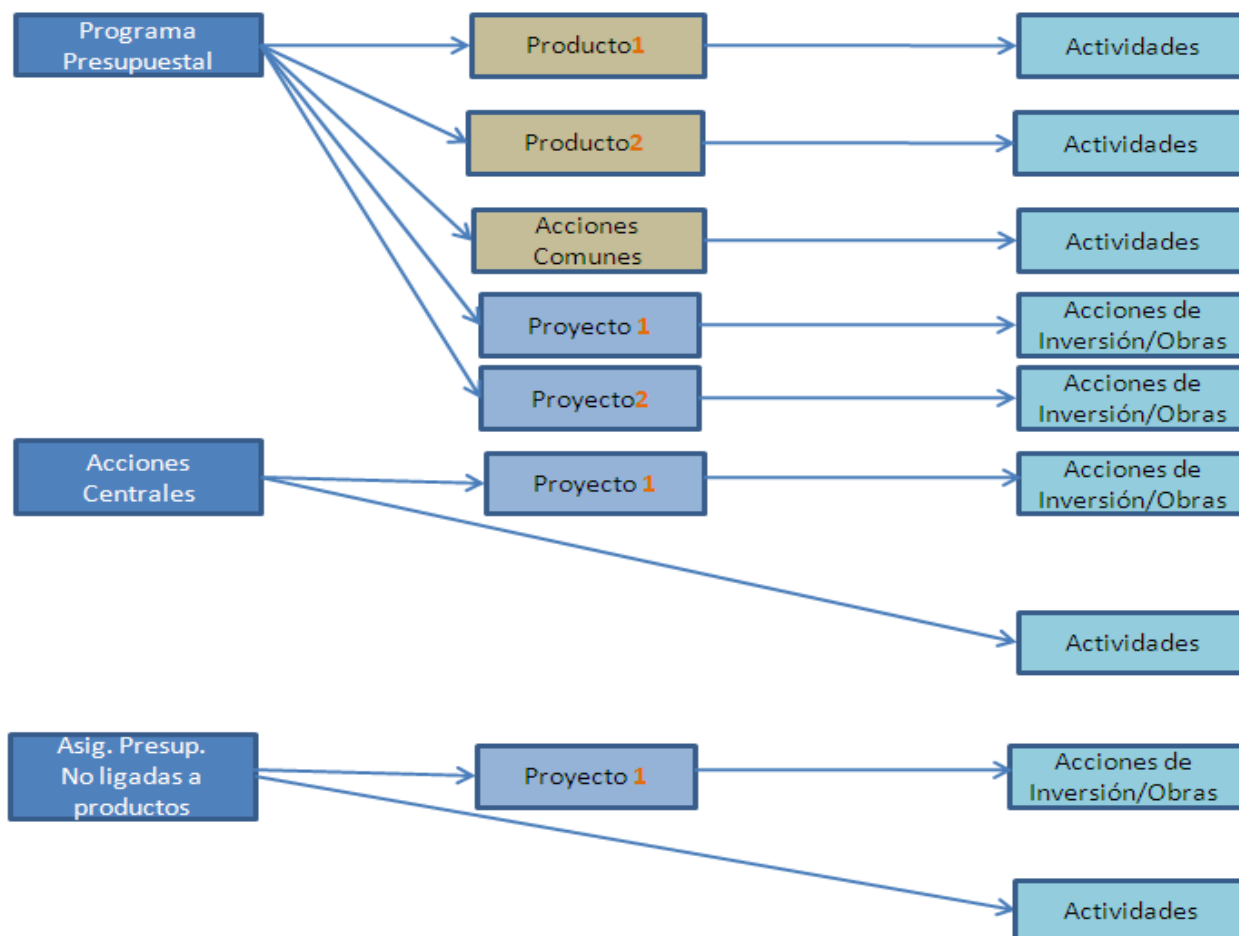 Programa
Presupuestal
Producto1
Actividades
Producto2
Actividades
Acciones
Comunes
Actividades
Proyecto 1
Acciones de
Inversión/Obras
Proyecto2
Acciones de
Inversión/Obras
Acciones
Centrales
Proyecto 1
Acciones de
Inversión/Obras
Actividades
Asig. Presup.
No ligadas a
productos
Proyecto 1
Acciones de
Inversión/Obras
Actividades